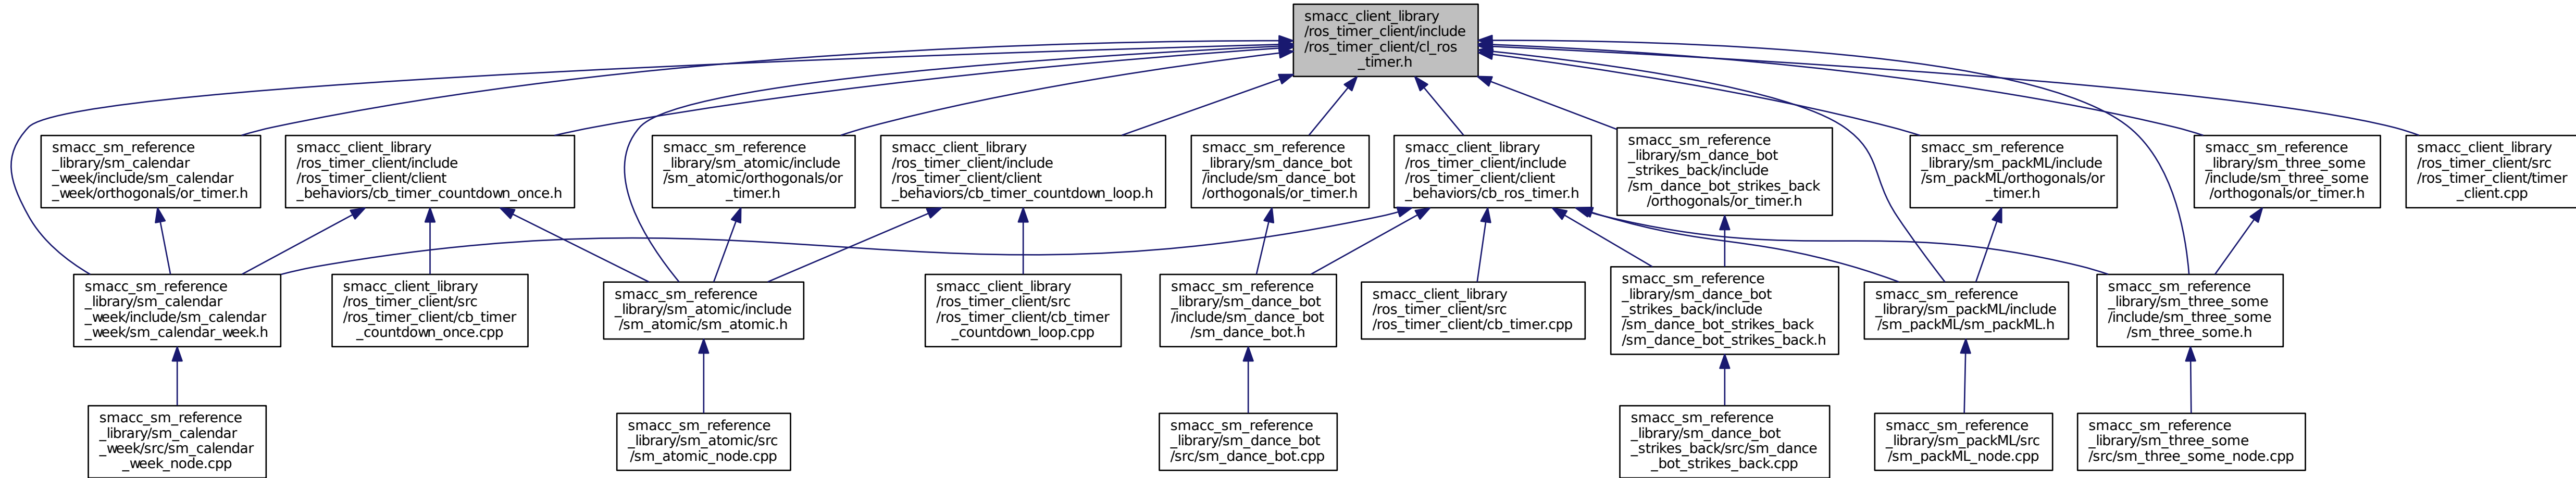 smacc_client_library
/ros_timer_client/include
/ros_timer_client/cl_ros
_timer.h
smacc_sm_reference
_library/sm_calendar
_week/include/sm_calendar
_week/orthogonals/or_timer.h
smacc_client_library
/ros_timer_client/include
/ros_timer_client/client
_behaviors/cb_timer_countdown_once.h
smacc_sm_reference
_library/sm_atomic/include
/sm_atomic/orthogonals/or
_timer.h
smacc_client_library
/ros_timer_client/include
/ros_timer_client/client
_behaviors/cb_timer_countdown_loop.h
smacc_sm_reference
_library/sm_dance_bot
/include/sm_dance_bot
/orthogonals/or_timer.h
smacc_client_library
/ros_timer_client/include
/ros_timer_client/client
_behaviors/cb_ros_timer.h
smacc_sm_reference
_library/sm_dance_bot
_strikes_back/include
/sm_dance_bot_strikes_back
/orthogonals/or_timer.h
smacc_sm_reference
_library/sm_packML/include
/sm_packML/orthogonals/or
_timer.h
smacc_sm_reference
_library/sm_three_some
/include/sm_three_some
/orthogonals/or_timer.h
smacc_client_library
/ros_timer_client/src
/ros_timer_client/timer
_client.cpp
smacc_sm_reference
_library/sm_calendar
_week/include/sm_calendar
_week/sm_calendar_week.h
smacc_client_library
/ros_timer_client/src
/ros_timer_client/cb_timer
_countdown_once.cpp
smacc_sm_reference
_library/sm_atomic/include
/sm_atomic/sm_atomic.h
smacc_client_library
/ros_timer_client/src
/ros_timer_client/cb_timer
_countdown_loop.cpp
smacc_sm_reference
_library/sm_dance_bot
/include/sm_dance_bot
/sm_dance_bot.h
smacc_client_library
/ros_timer_client/src
/ros_timer_client/cb_timer.cpp
smacc_sm_reference
_library/sm_dance_bot
_strikes_back/include
/sm_dance_bot_strikes_back
/sm_dance_bot_strikes_back.h
smacc_sm_reference
_library/sm_packML/include
/sm_packML/sm_packML.h
smacc_sm_reference
_library/sm_three_some
/include/sm_three_some
/sm_three_some.h
smacc_sm_reference
_library/sm_calendar
_week/src/sm_calendar
_week_node.cpp
smacc_sm_reference
_library/sm_atomic/src
/sm_atomic_node.cpp
smacc_sm_reference
_library/sm_dance_bot
/src/sm_dance_bot.cpp
smacc_sm_reference
_library/sm_dance_bot
_strikes_back/src/sm_dance
_bot_strikes_back.cpp
smacc_sm_reference
_library/sm_packML/src
/sm_packML_node.cpp
smacc_sm_reference
_library/sm_three_some
/src/sm_three_some_node.cpp